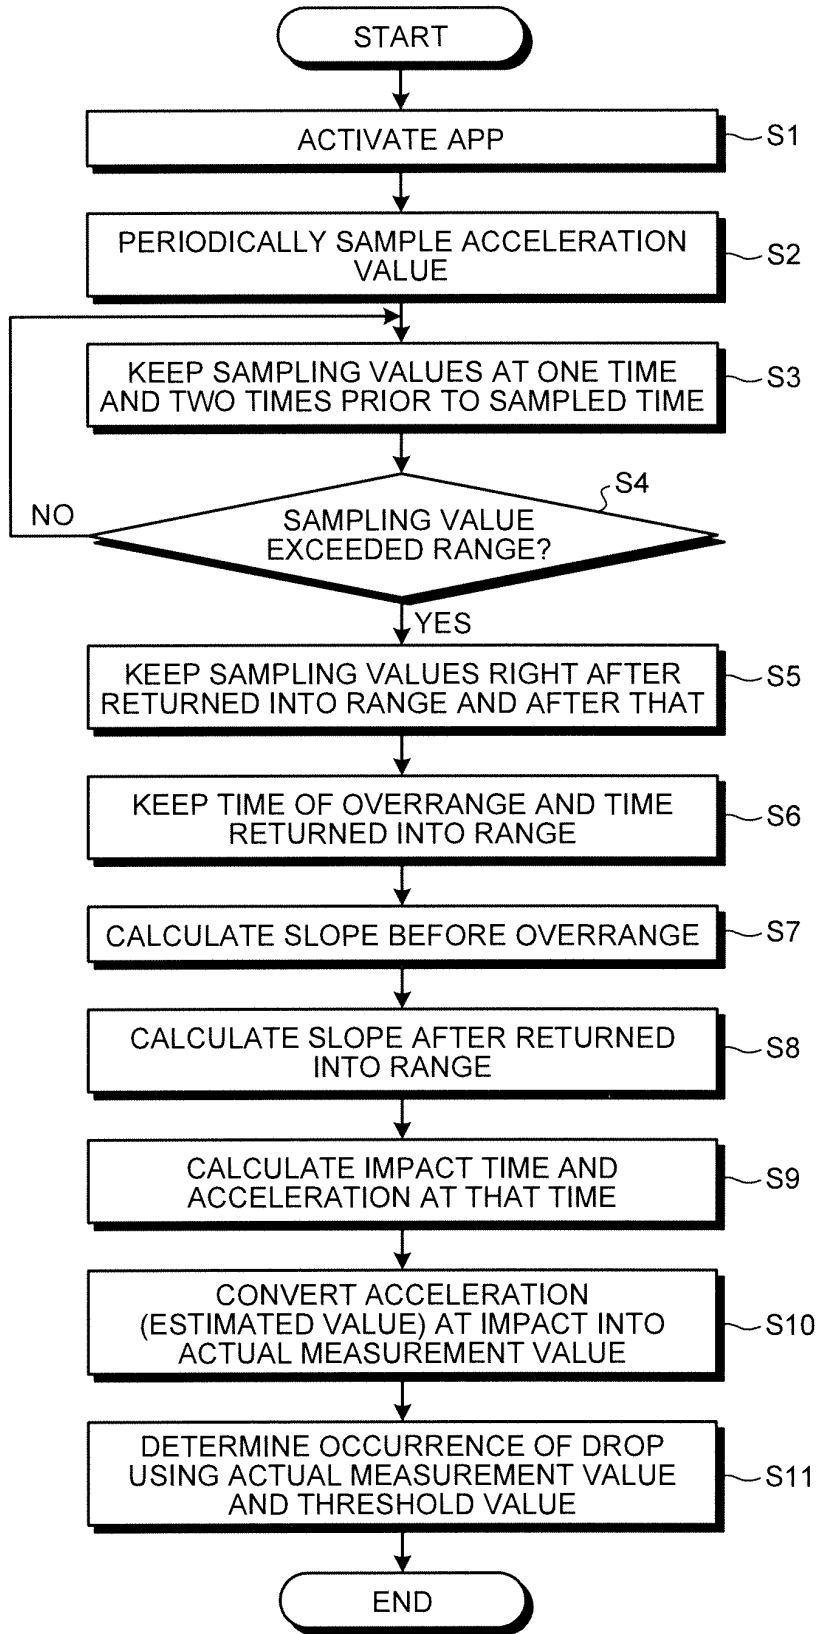 START
ACTIVATE APP
S1
PERIODICALLY SAMPLE ACCELERATION
VALUE
S2
KEEP SAMPLING VALUES AT ONE TIME
AND TWO TIMES PRIOR TO SAMPLED TIME
S3
S4
SAMPLING VALUE
EXCEEDED RANGE?
NO
YES
KEEP SAMPLING VALUES RIGHT AFTER
RETURNED INTO RANGE AND AFTER THAT
S5
KEEP TIME OF OVERRANGE AND TIME
RETURNED INTO RANGE
S6
CALCULATE SLOPE BEFORE OVERRANGE
S7
CALCULATE SLOPE AFTER RETURNED
INTO RANGE
S8
CALCULATE IMPACT TIME AND
ACCELERATION AT THAT TIME
S9
CONVERT ACCELERATION
(ESTIMATED VALUE) AT IMPACT INTO
ACTUAL MEASUREMENT VALUE
S10
DETERMINE OCCURRENCE OF DROP
USING ACTUAL MEASUREMENT VALUE
AND THRESHOLD VALUE
S11
END